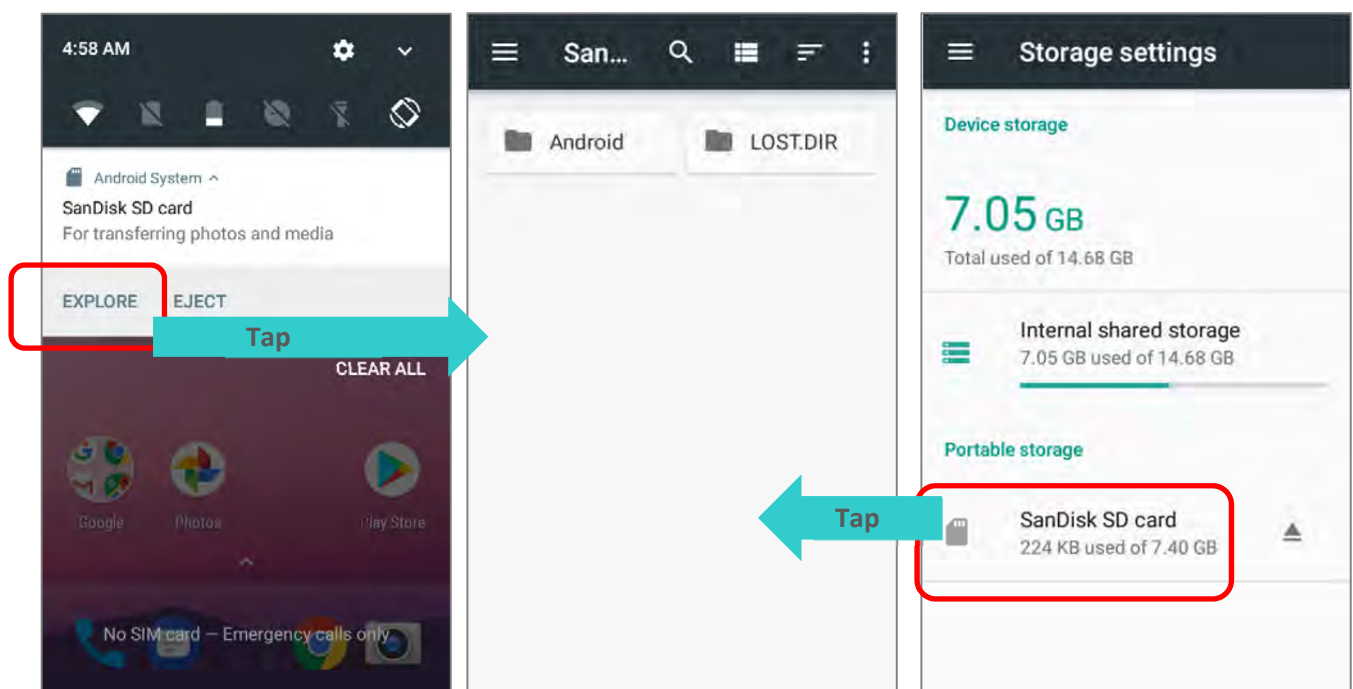 4:58 AM
Android System
SanDisk SD card
For transferring photos and media
EXPLORE EJECT
Tap
CLEAR ALL
Google Photos Play Store
No SIM card — Emergency calls only
San...
Android LOST.DIR
Storage settings
Device storage
7.05 GB
Total used of 14.68 GB
Internal shared storage
7.05 GB used of 14.68 GB
Portable storage
Tap
SanDisk SD card
224 KB used of 7.40 GB